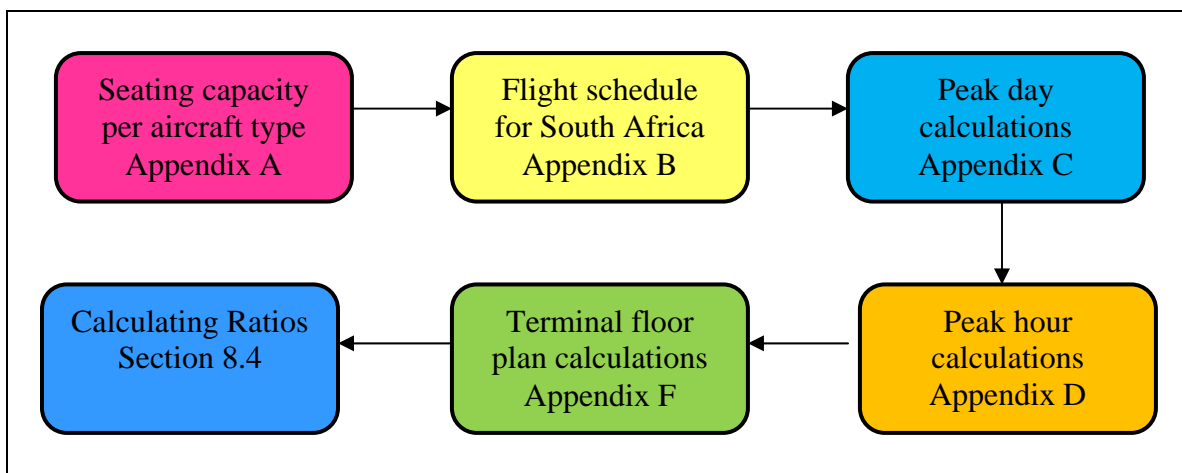 Seating capacity
per aircraft type
Appendix A
Flight schedule
for South Africa
Appendix B
Peak day
calculations
Appendix C
Peak hour
calculations
Appendix D
Terminal floor
plan calculations
Appendix F
Calculating Ratios
Section 8.4